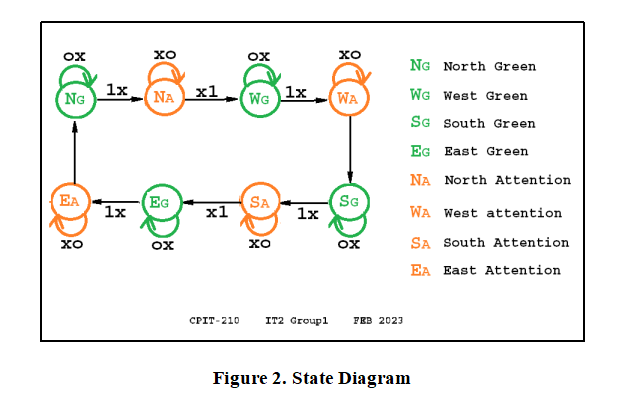 ox xo ox xo
NG 1x NA x1 WG 1x WA
EA 1x EG x1 SA 1x SG
xo ox xo ox
NG North Green
WG West Green
SG South Green
EG East Green
NA North Attention
WA West attention
SA South Attention
EA East Attention
CPIT-210 IT2 Group1 FEB 2023
Figure 2. State Diagram